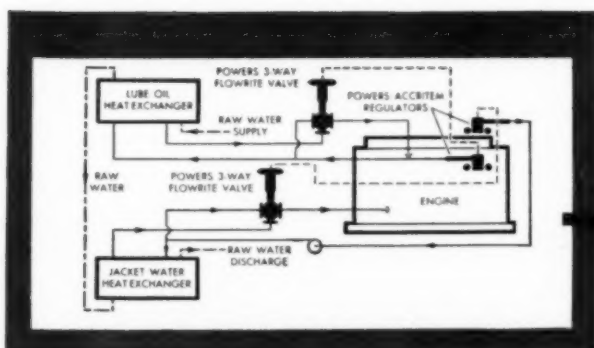 POWERS 3-WAY
FLOWRITE VALVE
LUBE OIL
HEAT EXCHANGER
POWERS ACCRITEM
REGULATORS
RAW WATER
SUPPLY
RAW
WATER
POWERS 3-WAY
FLOWRITE VALVE
ENGINE
RAW WATER
DISCHARGE
JACKET WATER
HEAT EXCHANGER